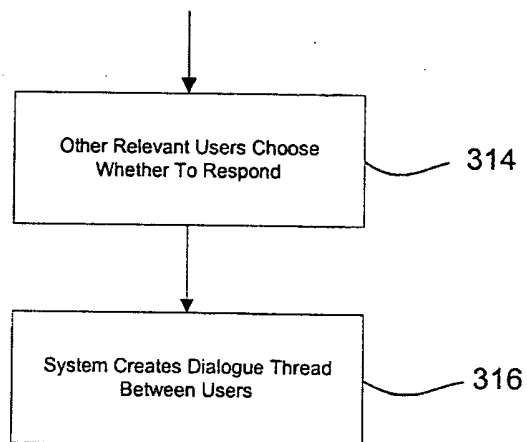 Other Relevant Users Choose
Whether To Respond
314
System Creates Dialogue Thread
Between Users
316